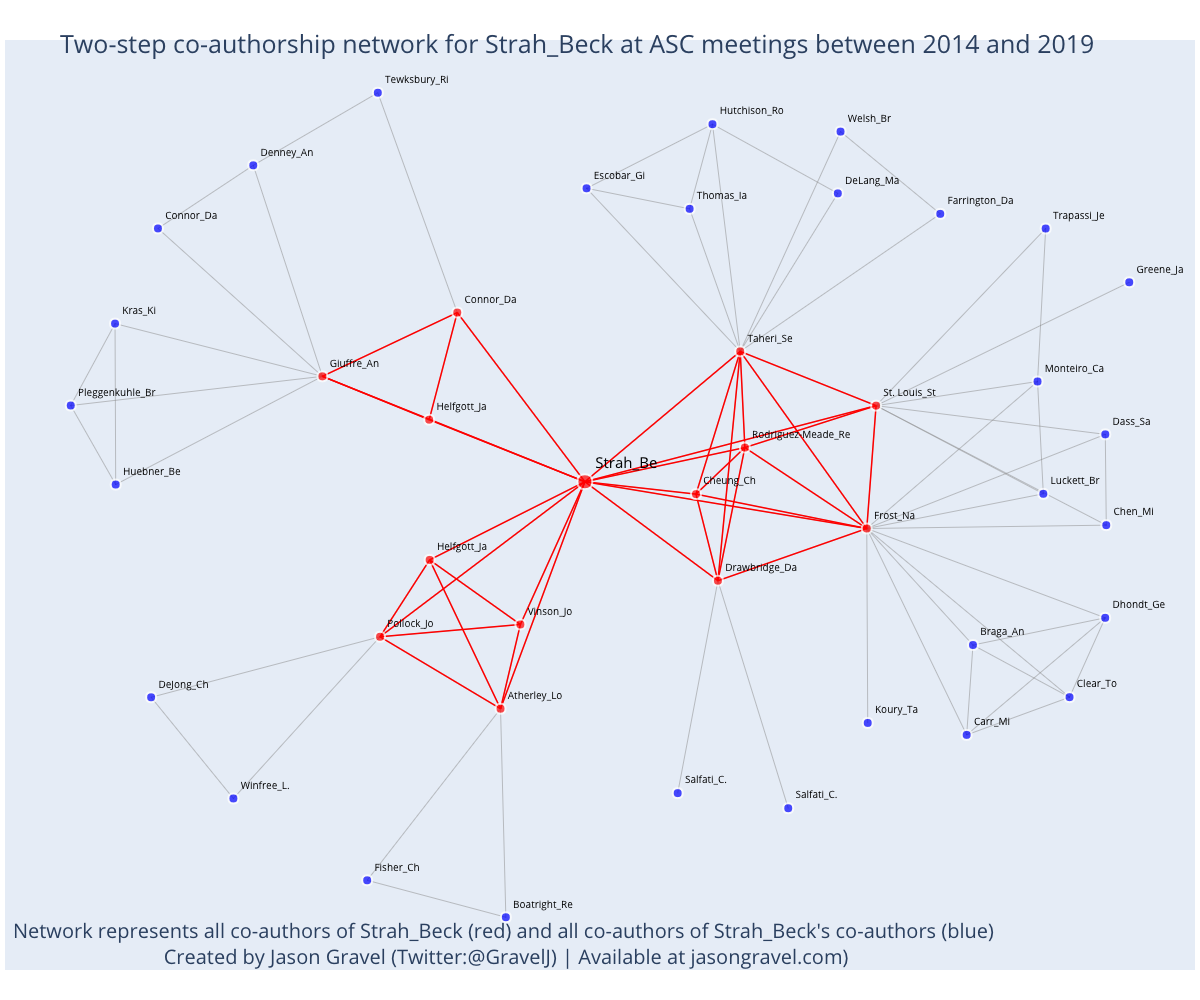 Two-step co-authorship network for Strah_Beck at ASC meetings between 2014 and 2019
Tewksbury_Ri
Hutchison_Ro
Welsh_Br
Denney_An
Escobar_Gi
DeLang_Ma
Thomas_Ia
Farrington_Da
Connor_Da
Trapassi_Je
Greene_Ja
Connor_Da
Kras_Ki
Taheri_Se
Giuffre_An
Monteiro_Ca
Pleggenkuhle_Br
St. Louis_St
Helfgott_Ja
Dass_Sa
Rodriguez-Meade_Re
Strah_Be
Huebner_Be
Cheung_Ch
Luckett_Br
Frost_Na
Chen_Mi
Helfgott_Ja
Drawbridge_Da
Vinson_Jo
Dhondt_Ge
Pollock_Jo
Braga_An
DeJong_Ch
Clear_To
Atherley_Lo
Koury_Ta
Carr_Mi
Salfati_C.
Winfree_L.
Salfati_C.
Fisher_Ch
Boatright_Re
Network represents all co-authors of Strah_Beck (red) and all co-authors of Strah_Beck's co-authors (blue)
Created by Jason Gravel (Twitter:@GravelJ) | Available at jasongravel.com)